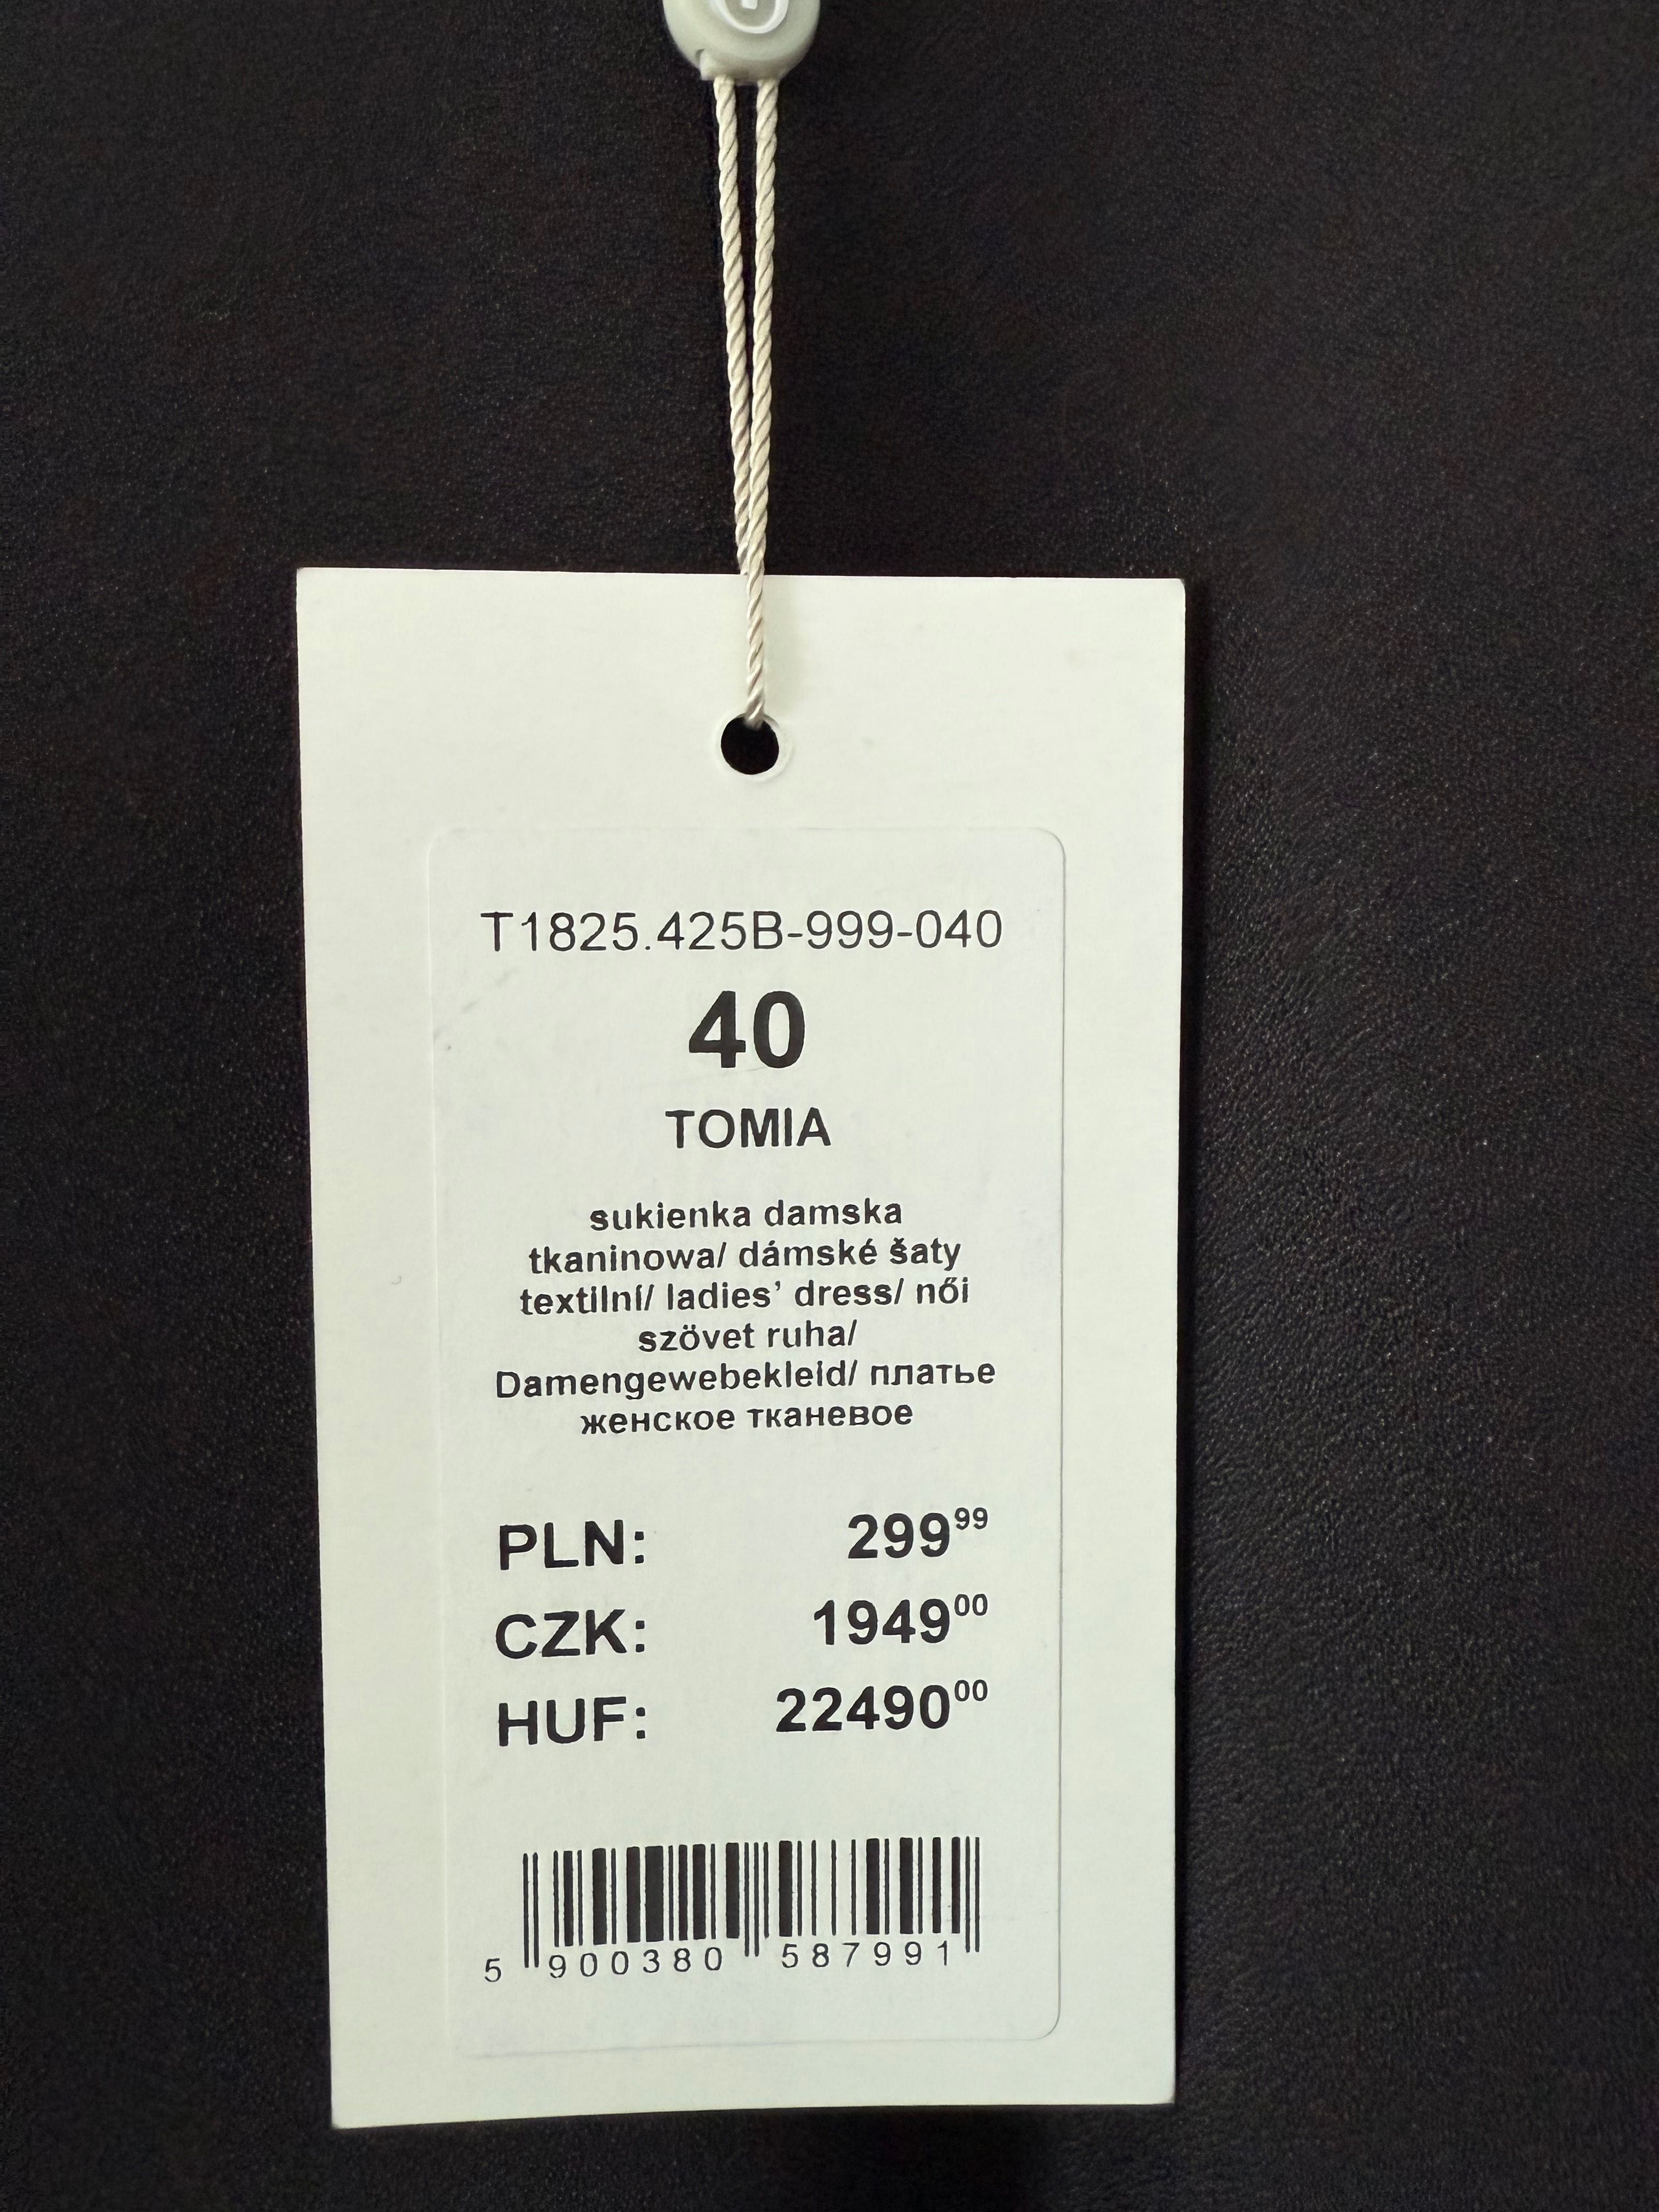 T1825.425B-999-040
40
TOMIA
sukienka damska
tkaninowa/ dámské šaty
textilní/ ladies’ dress/ női
szövet ruha/
Damengewebekleid/ платье
женское тканевое
PLN: 299⁹⁹
CZK: 1949⁰⁰
HUF: 22490⁰⁰
5 900380 587991